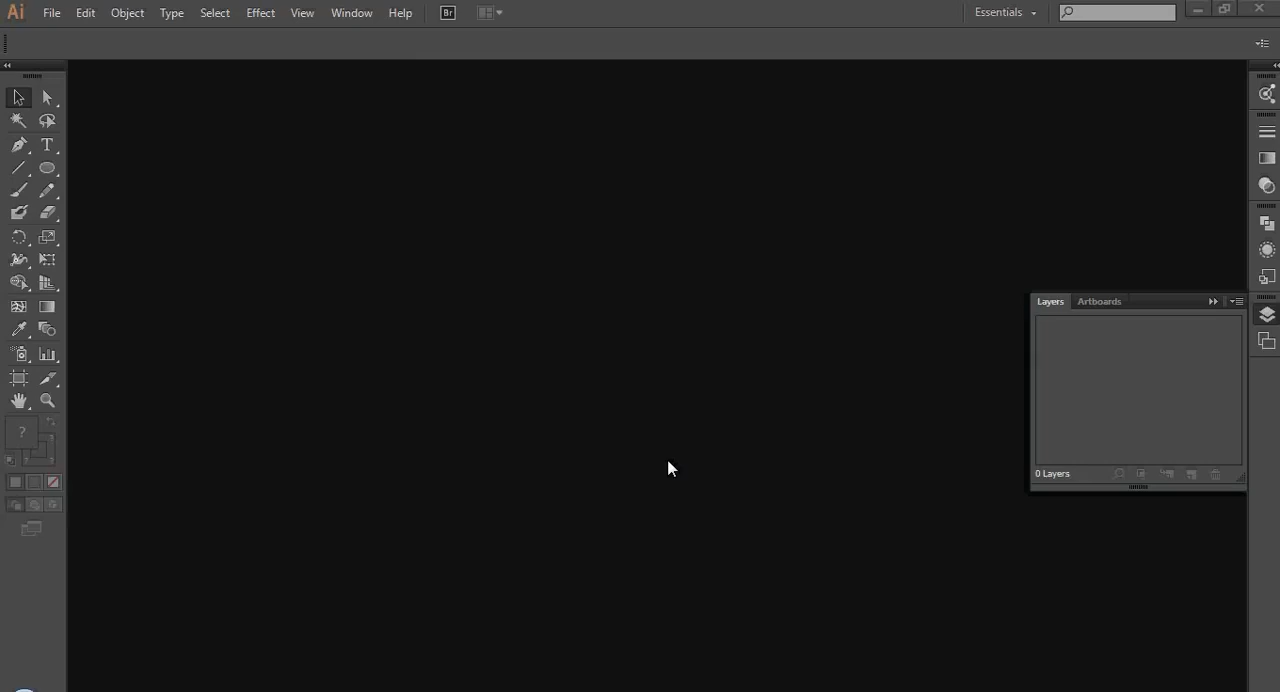 Ai File Edit Object Type Select Effect View Window Help Br Essentials
T
Layers Artboards
?
0 Layers